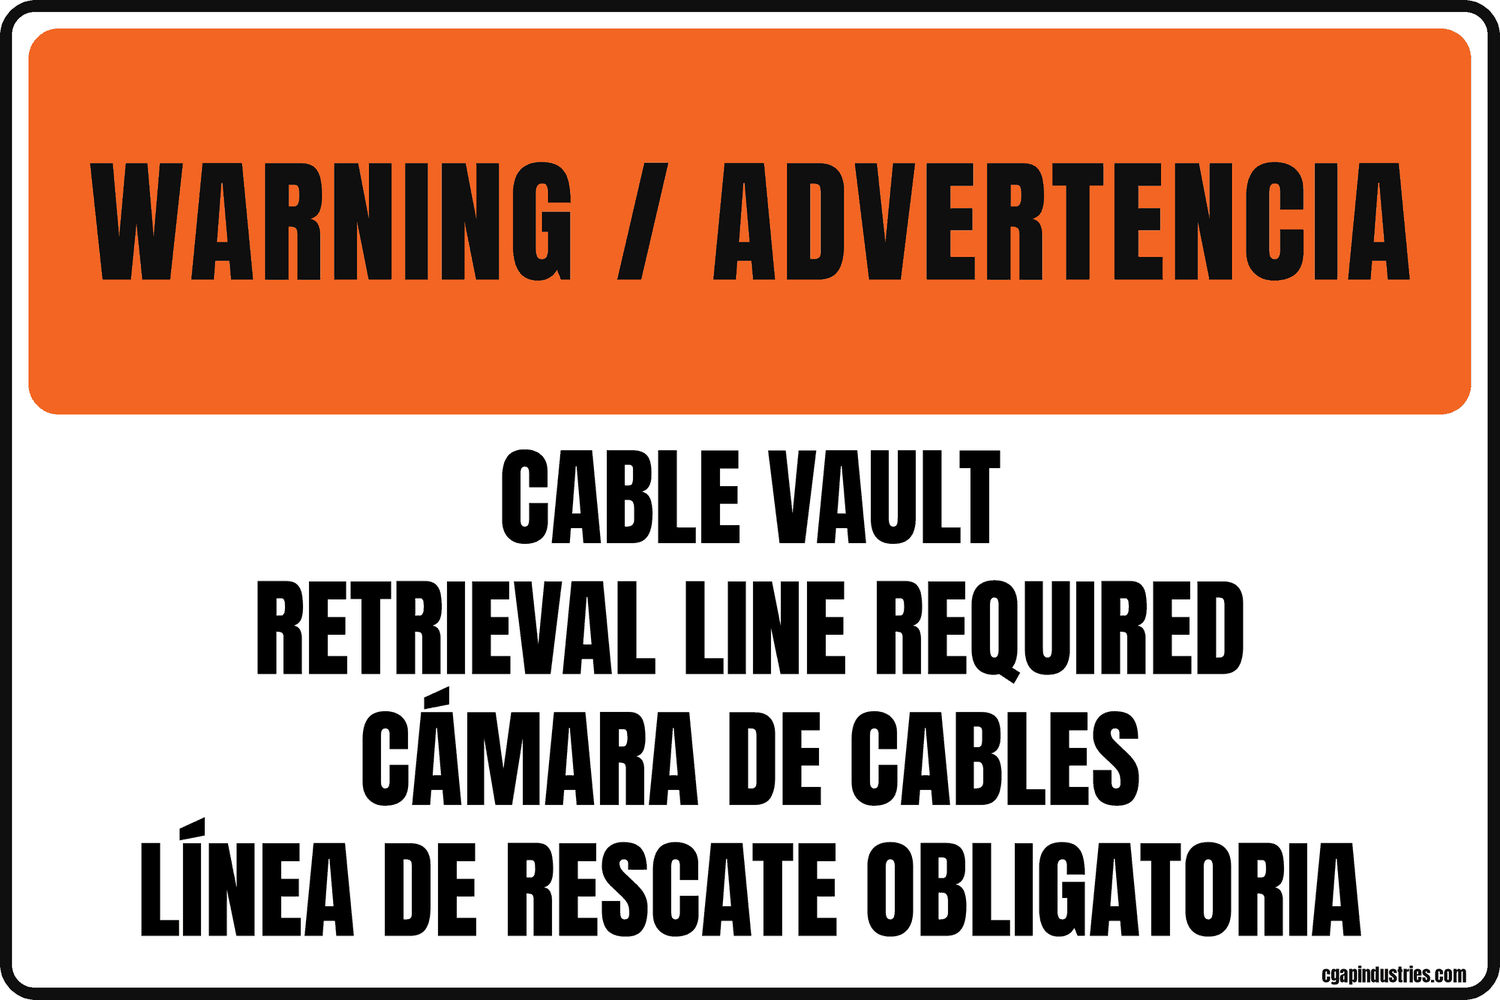 WARNING / ADVERTENCIA
CABLE VAULT
RETRIEVAL LINE REQUIRED
CÁMARA DE CABLES
LÍNEA DE RESCATE OBLIGATORIA
cgapindustries.com